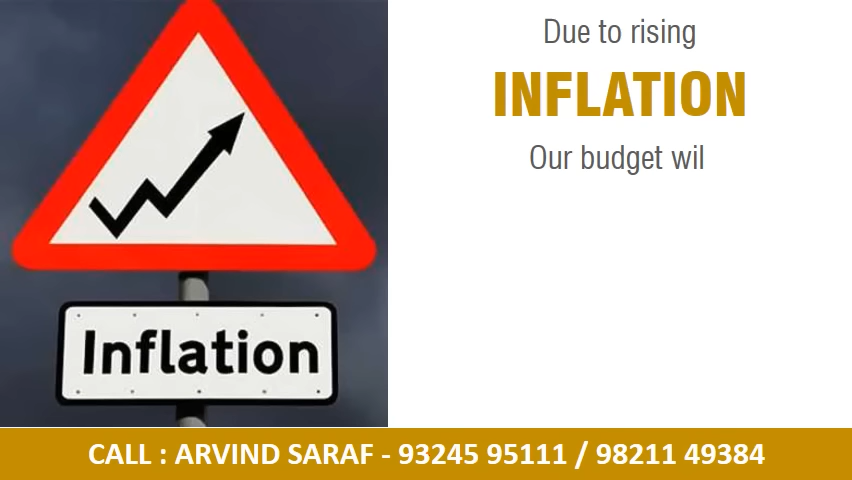 Due to rising
INFLATION
Our budget wil
Inflation
CALL : ARVIND SARAF - 93245 95111 / 98211 49384